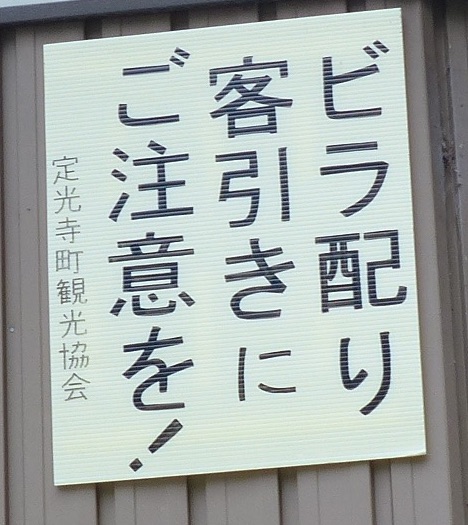 ビラ配り
客引きに
ご注意を!
定光寺町観光協会